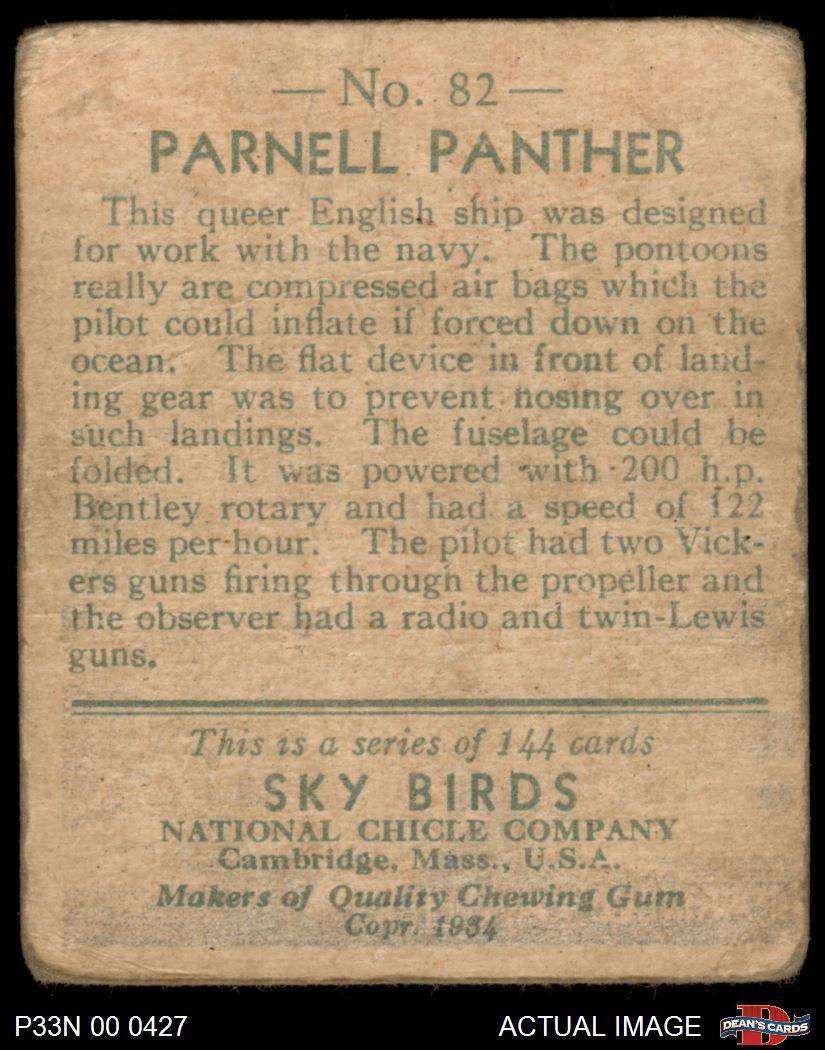 — No. 82 —
PARNELL PANTHER
This queer English ship was designed
for work with the navy. The pontoons
really are compressed air bags which the
pilot could inflate if forced down on the
ocean. The flat device in front of land-
ing gear was to prevent nosing over in
such landings. The fuselage could be
folded. It was powered with 200 h.p.
Bentley rotary and had a speed of 122
miles per hour. The pilot had two Vick-
ers guns firing through the propeller and
the observer had a radio and twin-Lewis
guns.
This is a series of 144 cards
SKY BIRDS
NATIONAL CHICLE COMPANY
Cambridge, Mass., U.S.A.
Makers of Quality Chewing Gum
Copr. 1934
P33N 00 0427
ACTUAL IMAGE
DEAN'S CARDS